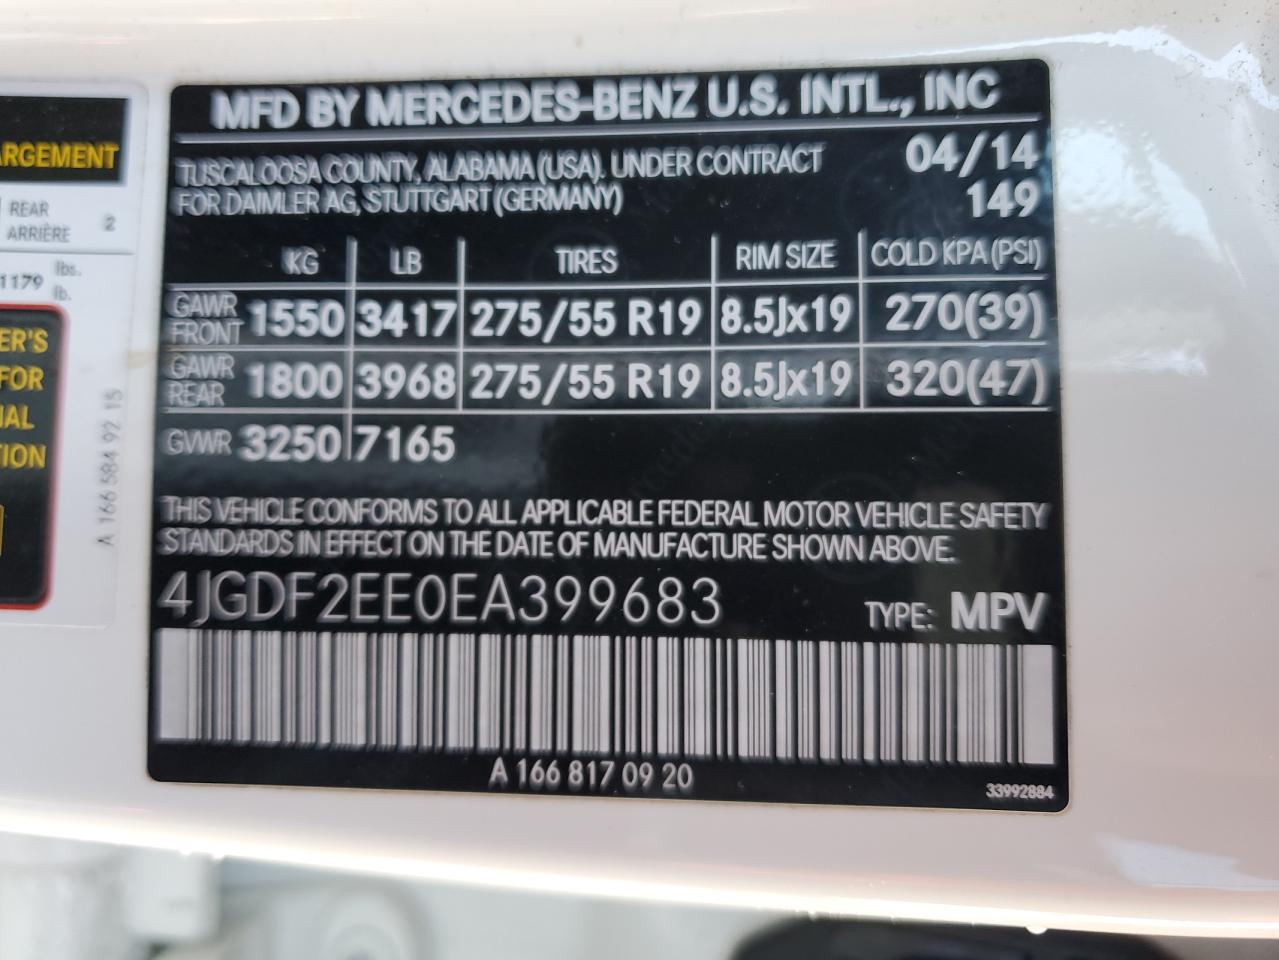 MFD BY MERCEDES-BENZ U.S. INTL., INC
TUSCALOOSA COUNTY, ALABAMA (USA). UNDER CONTRACT 04/14
FOR DAIMLER AG, STUTTGART (GERMANY) 149
KG LB TIRES RIM SIZE COLD KPA (PSI)
GAWR FRONT 1550 3417 275/55 R19 8.5Jx19 270(39)
GAWR REAR 1800 3968 275/55 R19 8.5Jx19 320(47)
GVWR 3250 7165
THIS VEHICLE CONFORMS TO ALL APPLICABLE FEDERAL MOTOR VEHICLE SAFETY
STANDARDS IN EFFECT ON THE DATE OF MANUFACTURE SHOWN ABOVE.
4JGDF2EE0EA399683 TYPE: MPV
A 166 817 09 20
33992884
ARGEMENT
REAR
ARRIÈRE 2
1179 lbs.
lb.
ER'S
FOR
IAL
ION
A 166 584 92 15